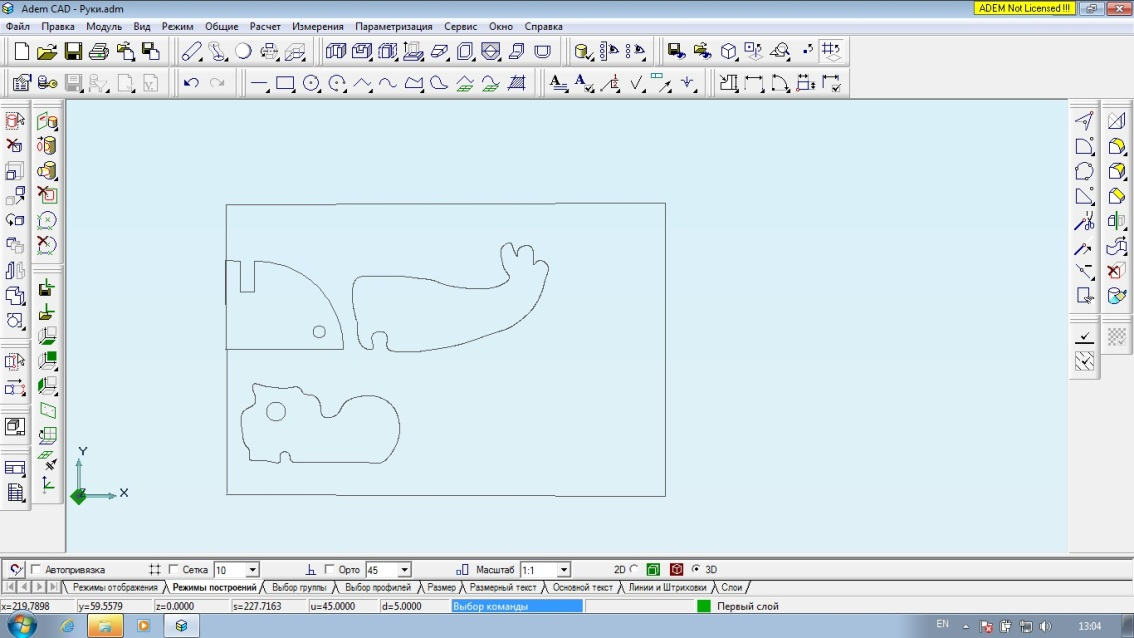 Adem CAD - Руки.adm
ADEM Not Licensed !!!
Файл Правка Модуль Вид Режим Общие Расчет Измерения Параметризация Сервис Окно Справка
Y
X
Z
Автопривязка Сетка 10 Орто 45 Масштаб 1:1 2D 3D
Режимы отображения Режимы построений Выбор группы Выбор профилей Размер Размерный текст Основной текст Линии и Штриховки Слои
x=219.7898 y=59.5579 z=0.0000 s=227.7163 u=45.0000 d=5.0000 Выбор команды Первый слой
EN 13:04